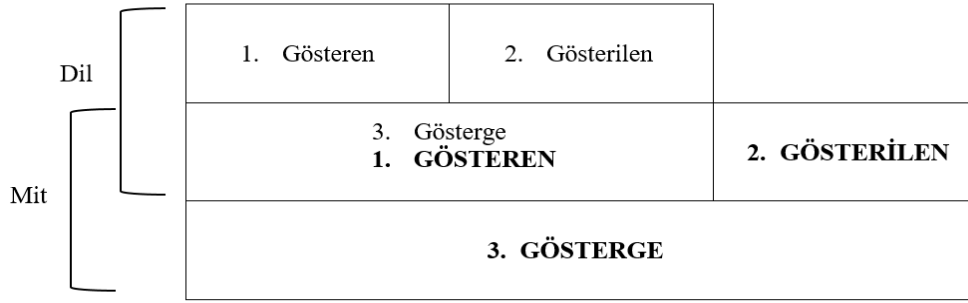 1. Gösteren
2. Gösterilen
Dil
3. Gösterge
1. GÖSTEREN
2. GÖSTERİLEN
Mit
3. GÖSTERGE